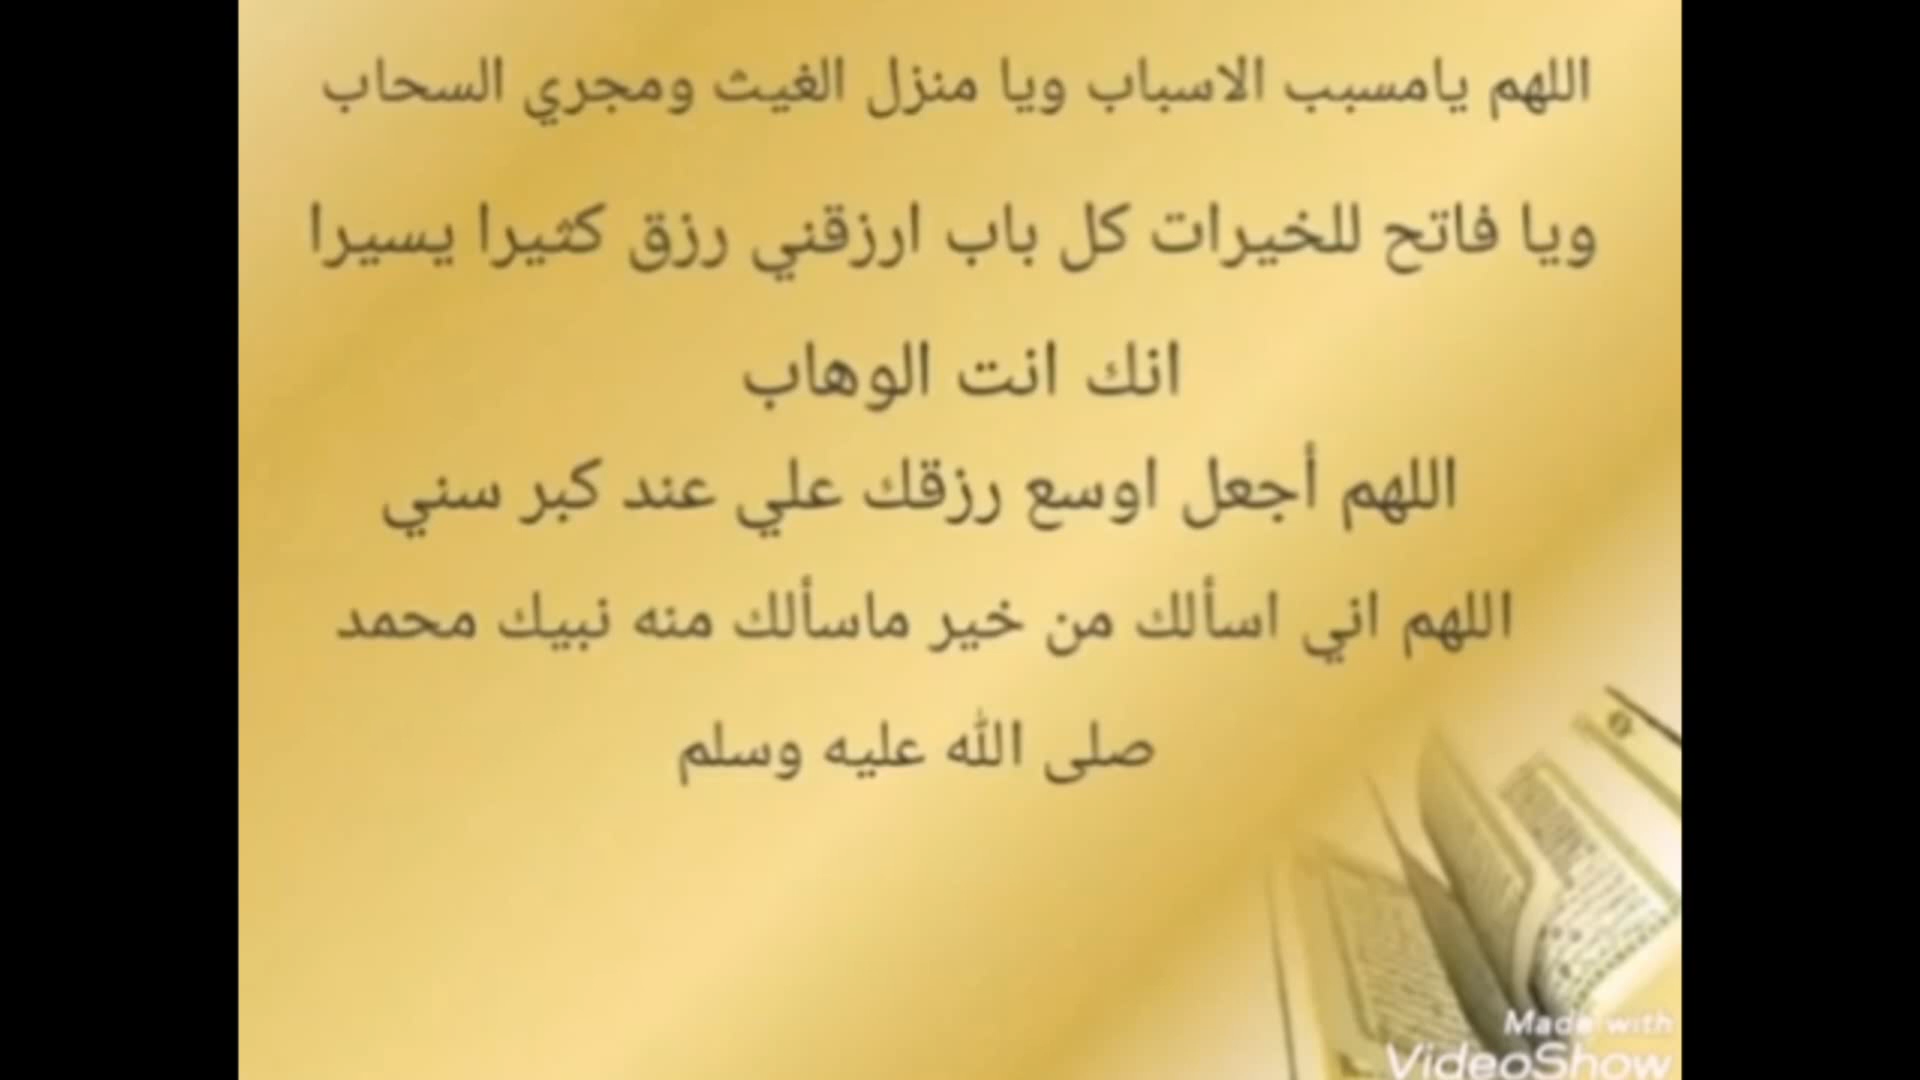 اللهم يامسبب الاسباب ويا منزل الغيث ومجري السحاب
ويا فاتح للخيرات كل باب ارزقني رزق كثيرا يسيرا
انك انت الوهاب
اللهم أجعل اوسع رزقك علي عند كبر سني
اللهم اني اسألك من خير ماسألك منه نبيك محمد
صلى الله عليه وسلم
Made with
VideoShow